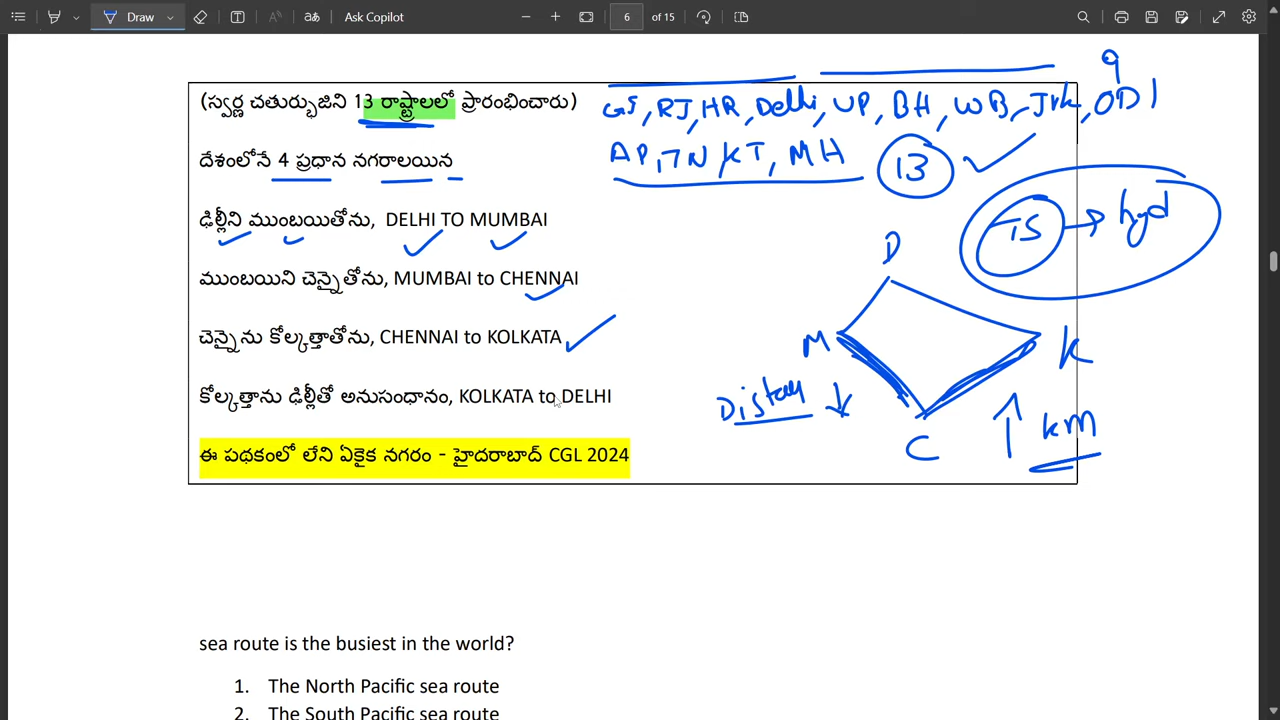 Draw
Ask Copilot
6 of 15
(స్వర్ణ చతుర్భుజిని 13 రాష్ట్రాలలో ప్రారంభించారు)
GJ, RJ, HR, Delhi, UP, BH, WB, Jrk, ODI
9
దేశంలోనే 4 ప్రధాన నగరాలయిన
AP, TN, KT, MH 13
TS → hyd
ఢిల్లీని ముంబయితోను, DELHI TO MUMBAI
ముంబయిని చెన్నైతోను, MUMBAI to CHENNAI
చెన్నైను కోల్కత్తాతోను, CHENNAI to KOLKATA
కోల్కత్తాను ఢిల్లీతో అనుసంధానం, KOLKATA to DELHI
D
M
K
C
km
ఈ పథకంలో లేని ఏకైక నగరం - హైదరాబాద్ CGL 2024
sea route is the busiest in the world?
1. The North Pacific sea route
2. The South Pacific sea route